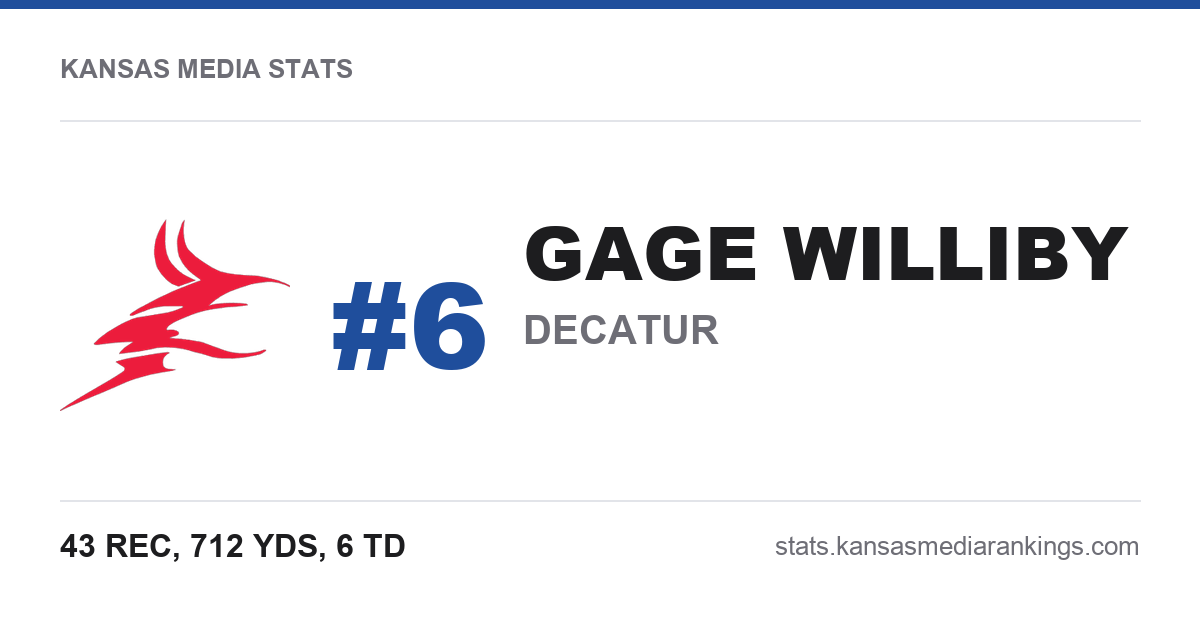 KANSAS MEDIA STATS
#6
GAGE WILLIBY
DECATUR
43 REC, 712 YDS, 6 TD
stats.kansasmediarankings.com